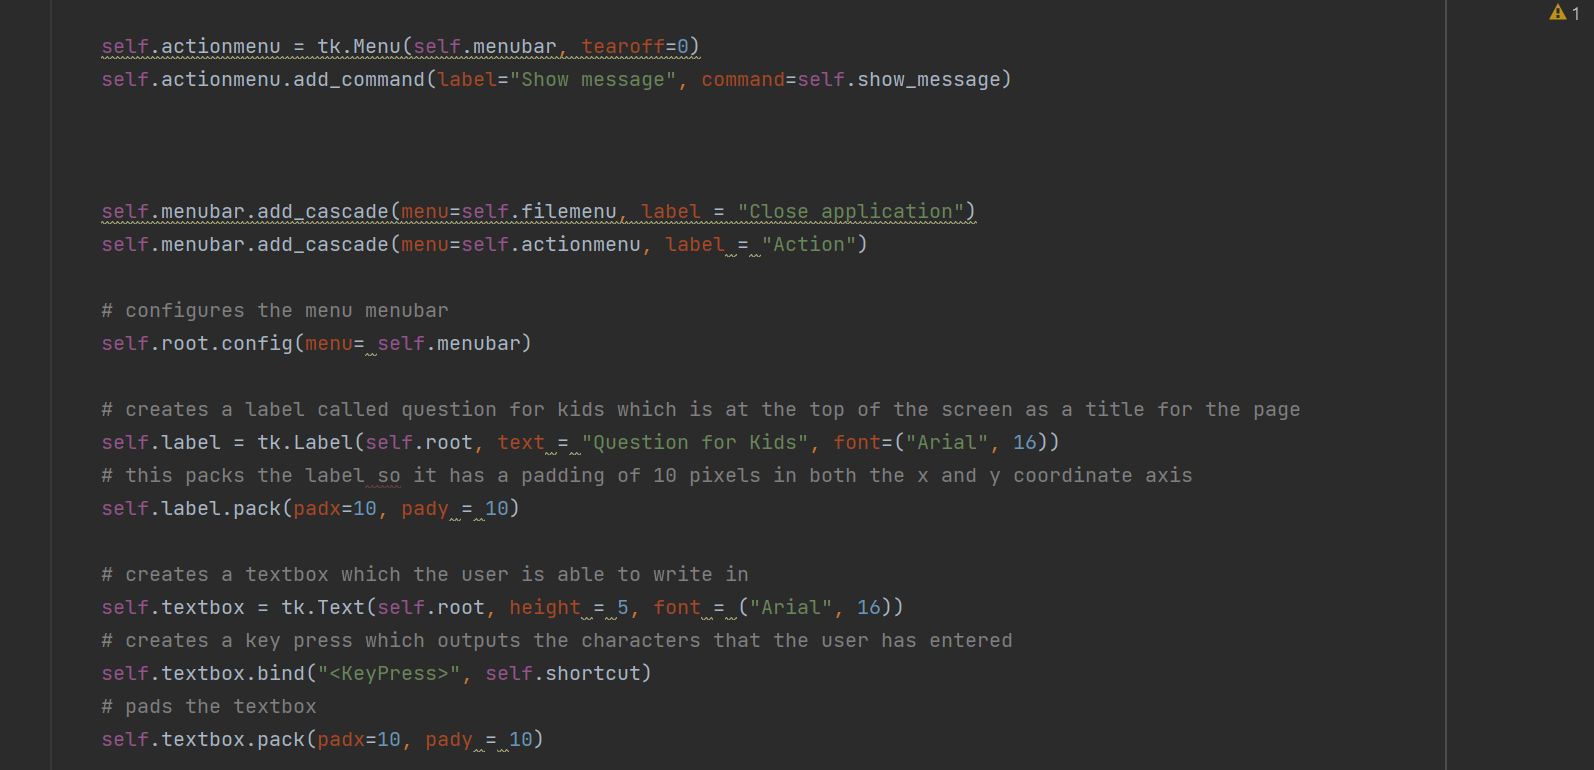 1
self.actionmenu = tk.Menu(self.menubar, tearoff=0)
self.actionmenu.add_command(label="Show message", command=self.show_message)
self.menubar.add_cascade(menu=self.filemenu, label = "Close application")
self.menubar.add_cascade(menu=self.actionmenu, label = "Action")
# configures the menu menubar
self.root.config(menu= self.menubar)
# creates a label called question for kids which is at the top of the screen as a title for the page
self.label = tk.Label(self.root, text = "Question for Kids", font=("Arial", 16))
# this packs the label so it has a padding of 10 pixels in both the x and y coordinate axis
self.label.pack(padx=10, pady = 10)
# creates a textbox which the user is able to write in
self.textbox = tk.Text(self.root, height = 5, font = ("Arial", 16))
# creates a key press which outputs the characters that the user has entered
self.textbox.bind("<KeyPress>", self.shortcut)
# pads the textbox
self.textbox.pack(padx=10, pady = 10)